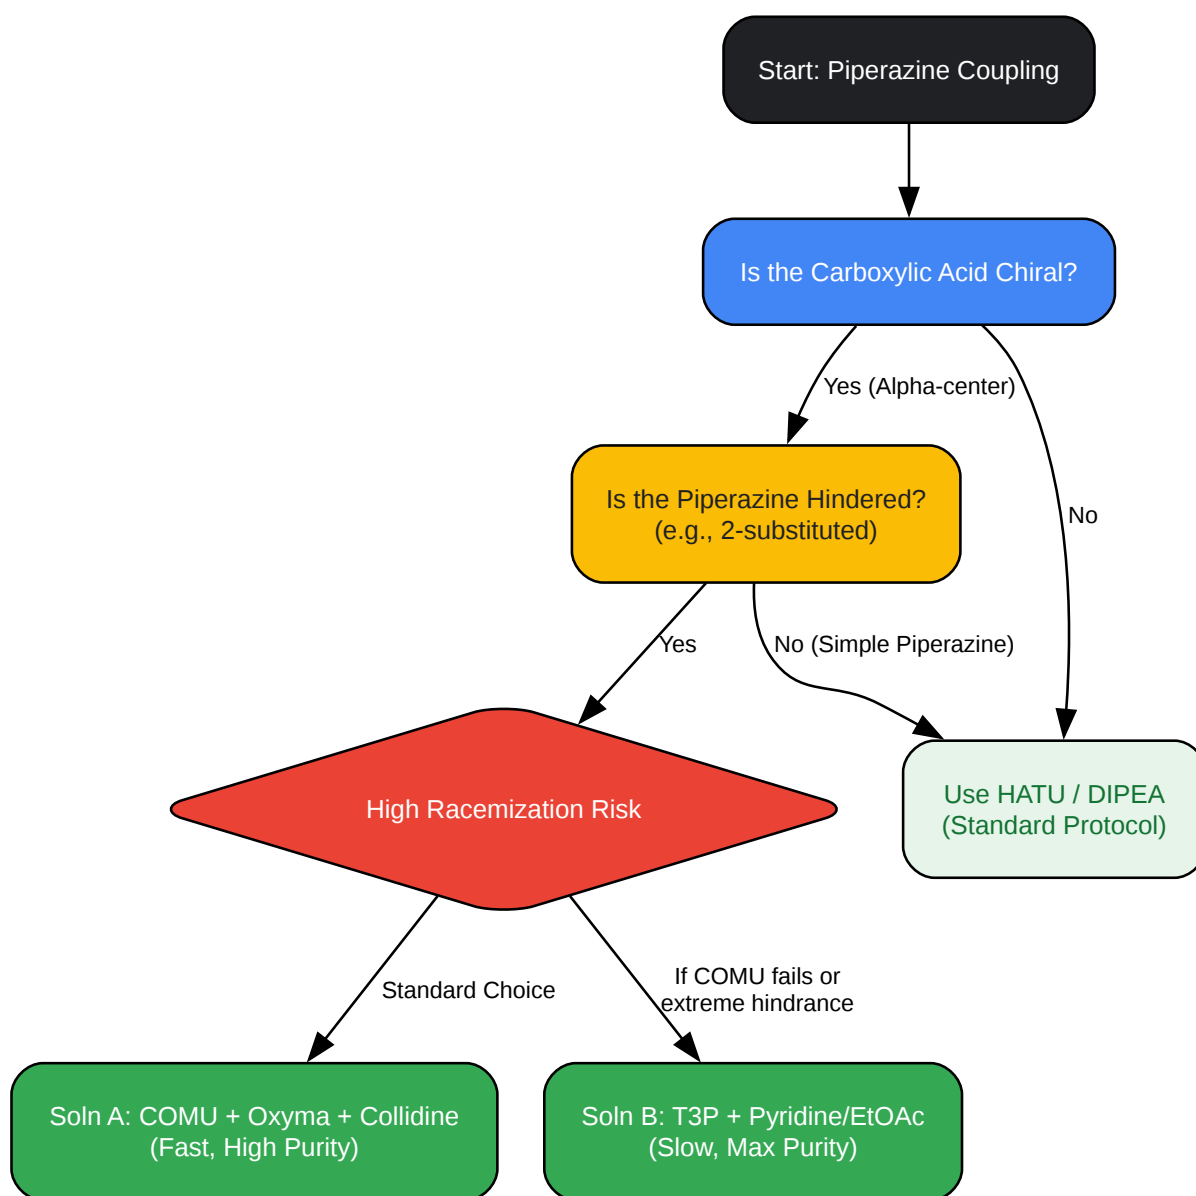 Start: Piperazine Coupling
Is the Carboxylic Acid Chiral?
Yes (Alpha-center)
Is the Piperazine Hindered?
(e.g., 2-substituted)
No
Yes
No (Simple Piperazine)
High Racemization Risk
Use HATU / DIPEA
(Standard Protocol)
Standard Choice
If COMU fails or
extreme hindrance
Soln A: COMU + Oxyma + Collidine
(Fast, High Purity)
Soln B: T3P + Pyridine/EtOAc
(Slow, Max Purity)